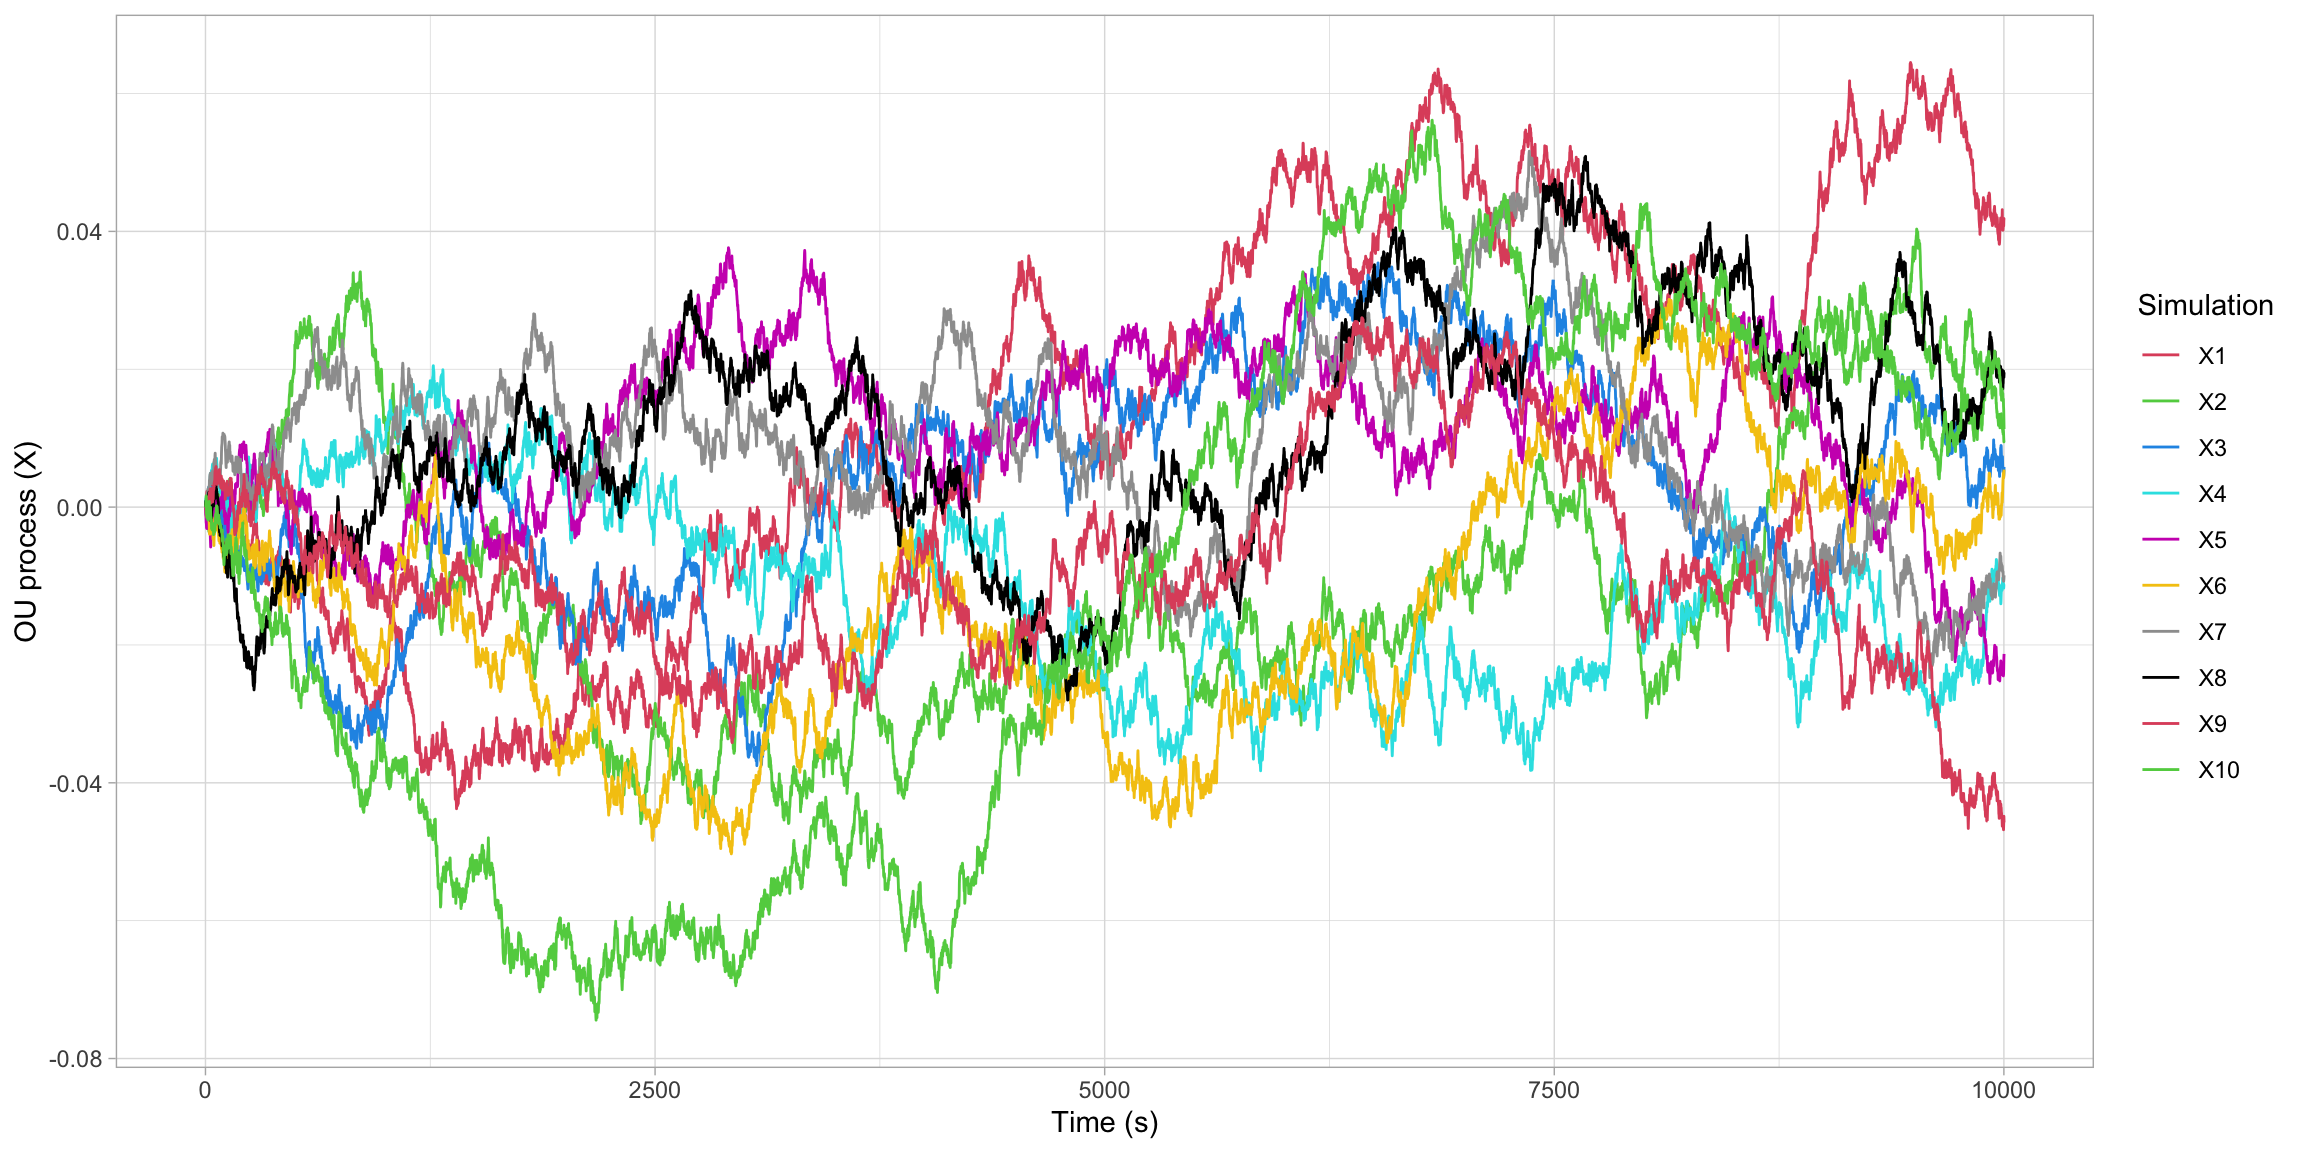 OU process (X)
0.04
0.00
-0.04
-0.08
0
2500
5000
7500
10000
Time (s)
Simulation
X1
X2
X3
X4
X5
X6
X7
X8
X9
X10